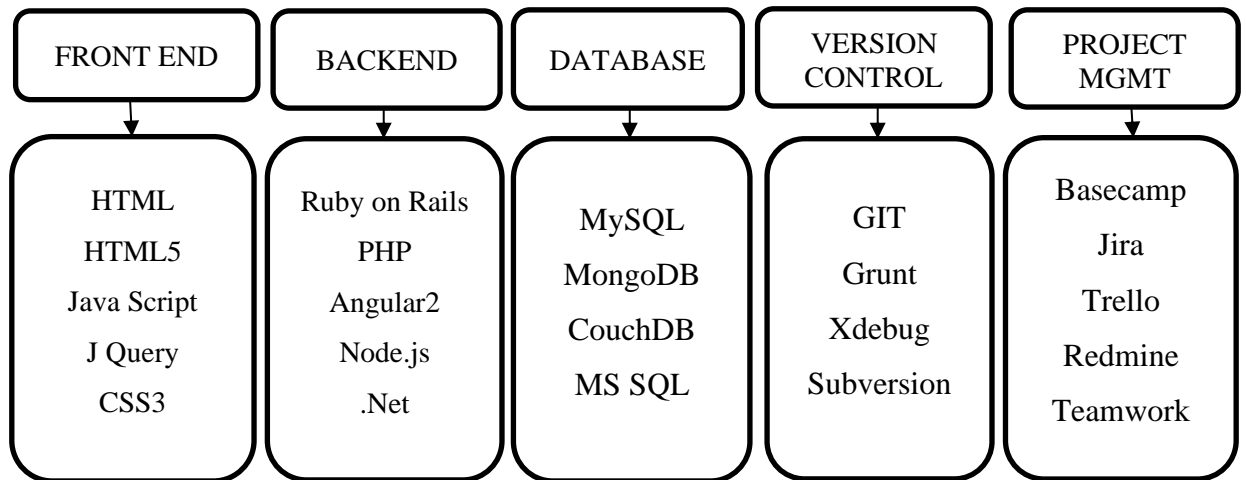 FRONT END
BACKEND
DATABASE
VERSION
CONTROL
PROJECT
MGMT
HTML
HTML5
Java Script
J Query
CSS3
Ruby on Rails
PHP
Angular2
Node.js
.Net
MySQL
MongoDB
CouchDB
MS SQL
GIT
Grunt
Xdebug
Subversion
Basecamp
Jira
Trello
Redmine
Teamwork